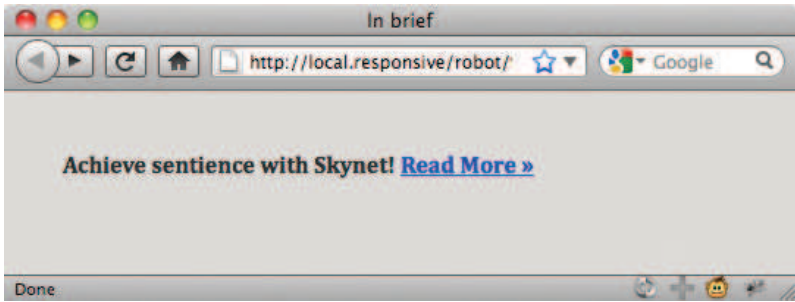 In brief
http://local.responsive/robot/
Google
Achieve sentience with Skynet! Read More »
Done